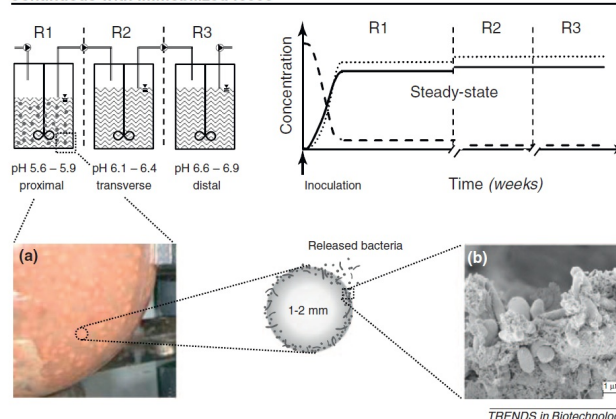 R1
R2
R3
pH 5.6 – 5.9
proximal
pH 6.1 – 6.4
transverse
pH 6.6 – 6.9
distal
R1
R2
R3
Concentration
Steady-state
Inoculation
Time (weeks)
(a)
Released bacteria
1-2 mm
(b)
1 µ
TRENDS in Biotechnolo